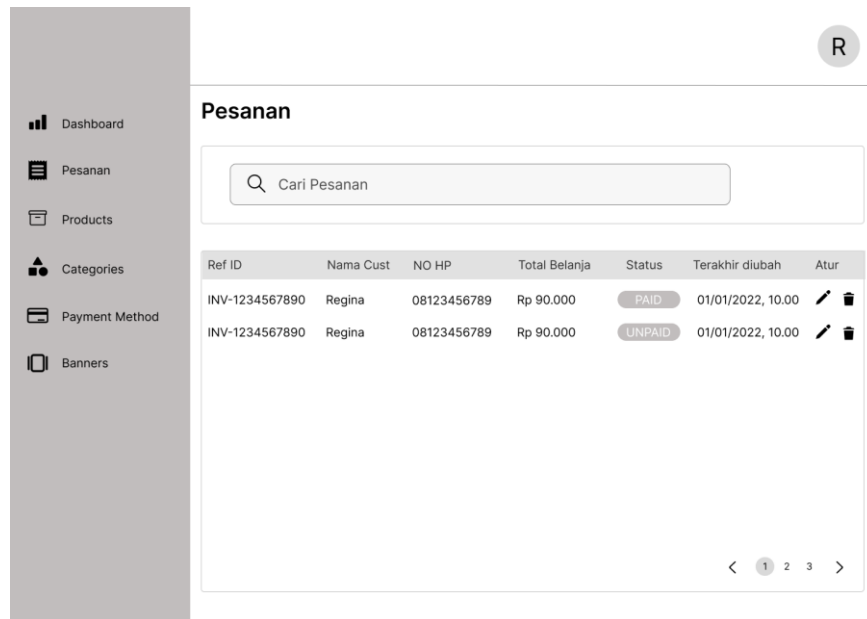 R
Dashboard
Pesanan
Products
Categories
Payment Method
Banners
Pesanan
Cari Pesanan
Ref ID Nama Cust NO HP Total Belanja Status Terakhir diubah Atur
INV-1234567890 Regina 08123456789 Rp 90.000 PAID 01/01/2022, 10.00
INV-1234567890 Regina 08123456789 Rp 90.000 UNPAID 01/01/2022, 10.00
1 2 3